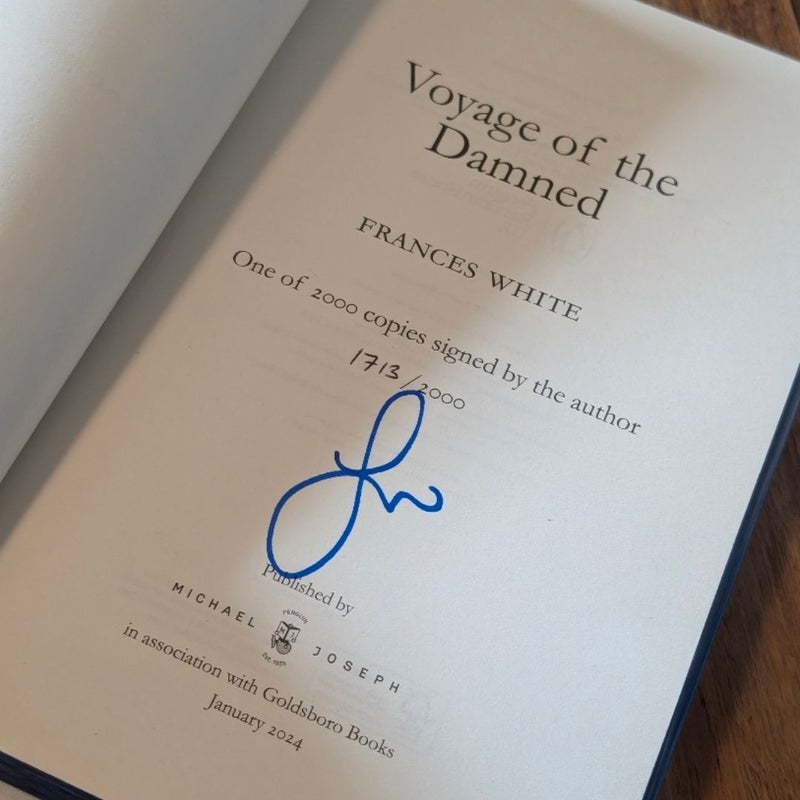 Voyage of the
Damned
FRANCES WHITE
One of 2000 copies signed by the author
1713/2000
Published by
MICHAEL JOSEPH
PENGUIN
in association with Goldsboro Books
January 2024